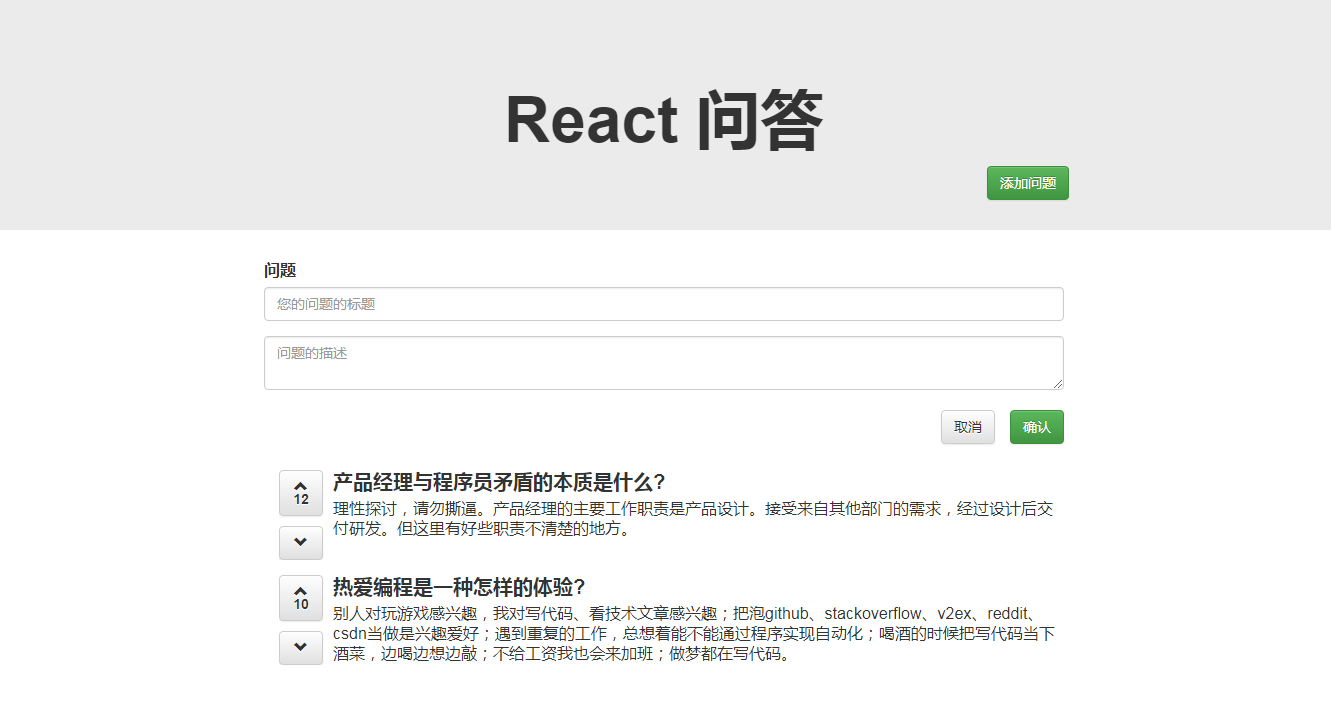 React 问答
添加问题
问题
您的问题的标题
问题的描述
取消
确认
12
产品经理与程序员矛盾的本质是什么?
理性探讨，请勿撕逼。产品经理的主要工作职责是产品设计。接受来自其他部门的需求，经过设计后交
付研发。但这里有好些职责不清楚的地方。
10
热爱编程是一种怎样的体验?
别人对玩游戏感兴趣，我对写代码、看技术文章感兴趣；把泡github、stackoverflow、v2ex、reddit、
csdn当做是兴趣爱好；遇到重复的工作，总想着能不能通过程序实现自动化；喝酒的时候把写代码当下
酒菜，边喝边想边敲；不给工资我也会来加班；做梦都在写代码。